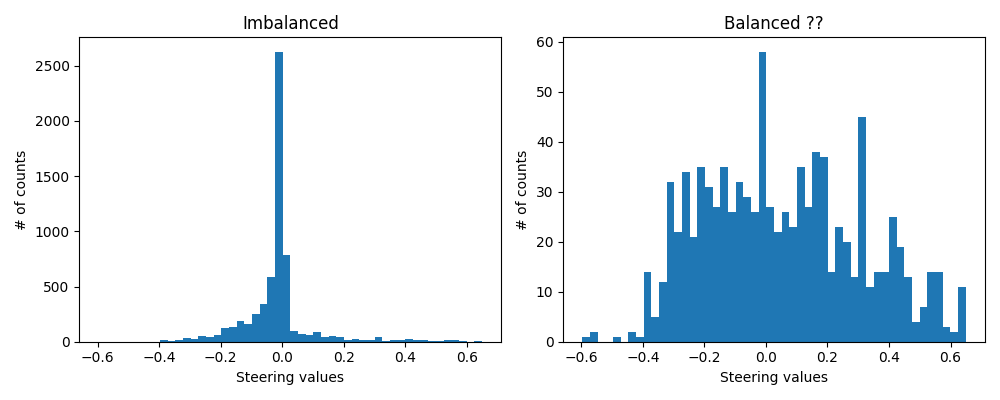 Imbalanced
# of counts
2500
2000
1500
1000
500
0
−0.6 −0.4 −0.2 0.0 0.2 0.4 0.6
Steering values
Balanced ??
# of counts
60
50
40
30
20
10
0
−0.6 −0.4 −0.2 0.0 0.2 0.4 0.6
Steering values